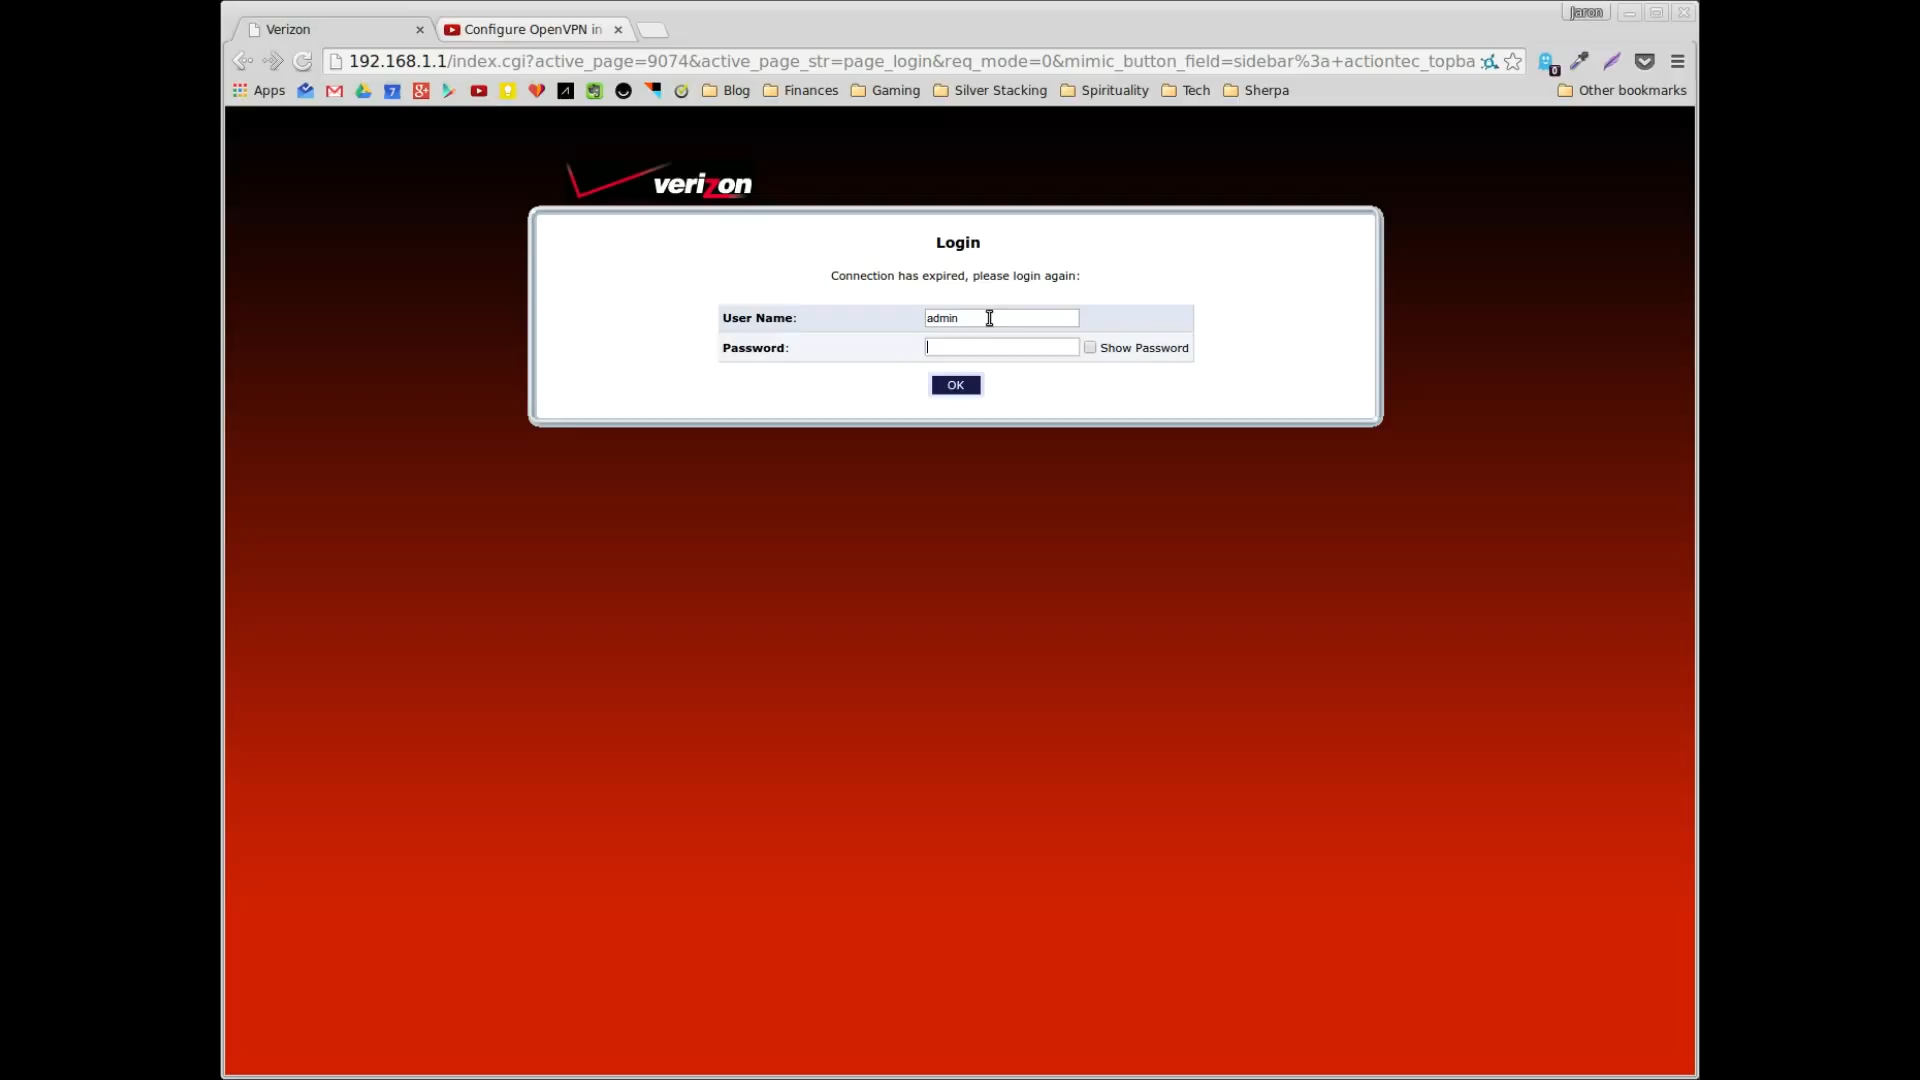 Jaron
Verizon
Configure OpenVPN in
192.168.1.1/index.cgi?active_page=9074&active_page_str=page_login&req_mode=0&mimic_button_field=sidebar%3a+actiontec_topba
0
Apps
7
g+
Blog
Finances
Gaming
Silver Stacking
Spirituality
Tech
Sherpa
Other bookmarks
verizon
Login
Connection has expired, please login again:
User Name: admin
Password:
Show Password
OK